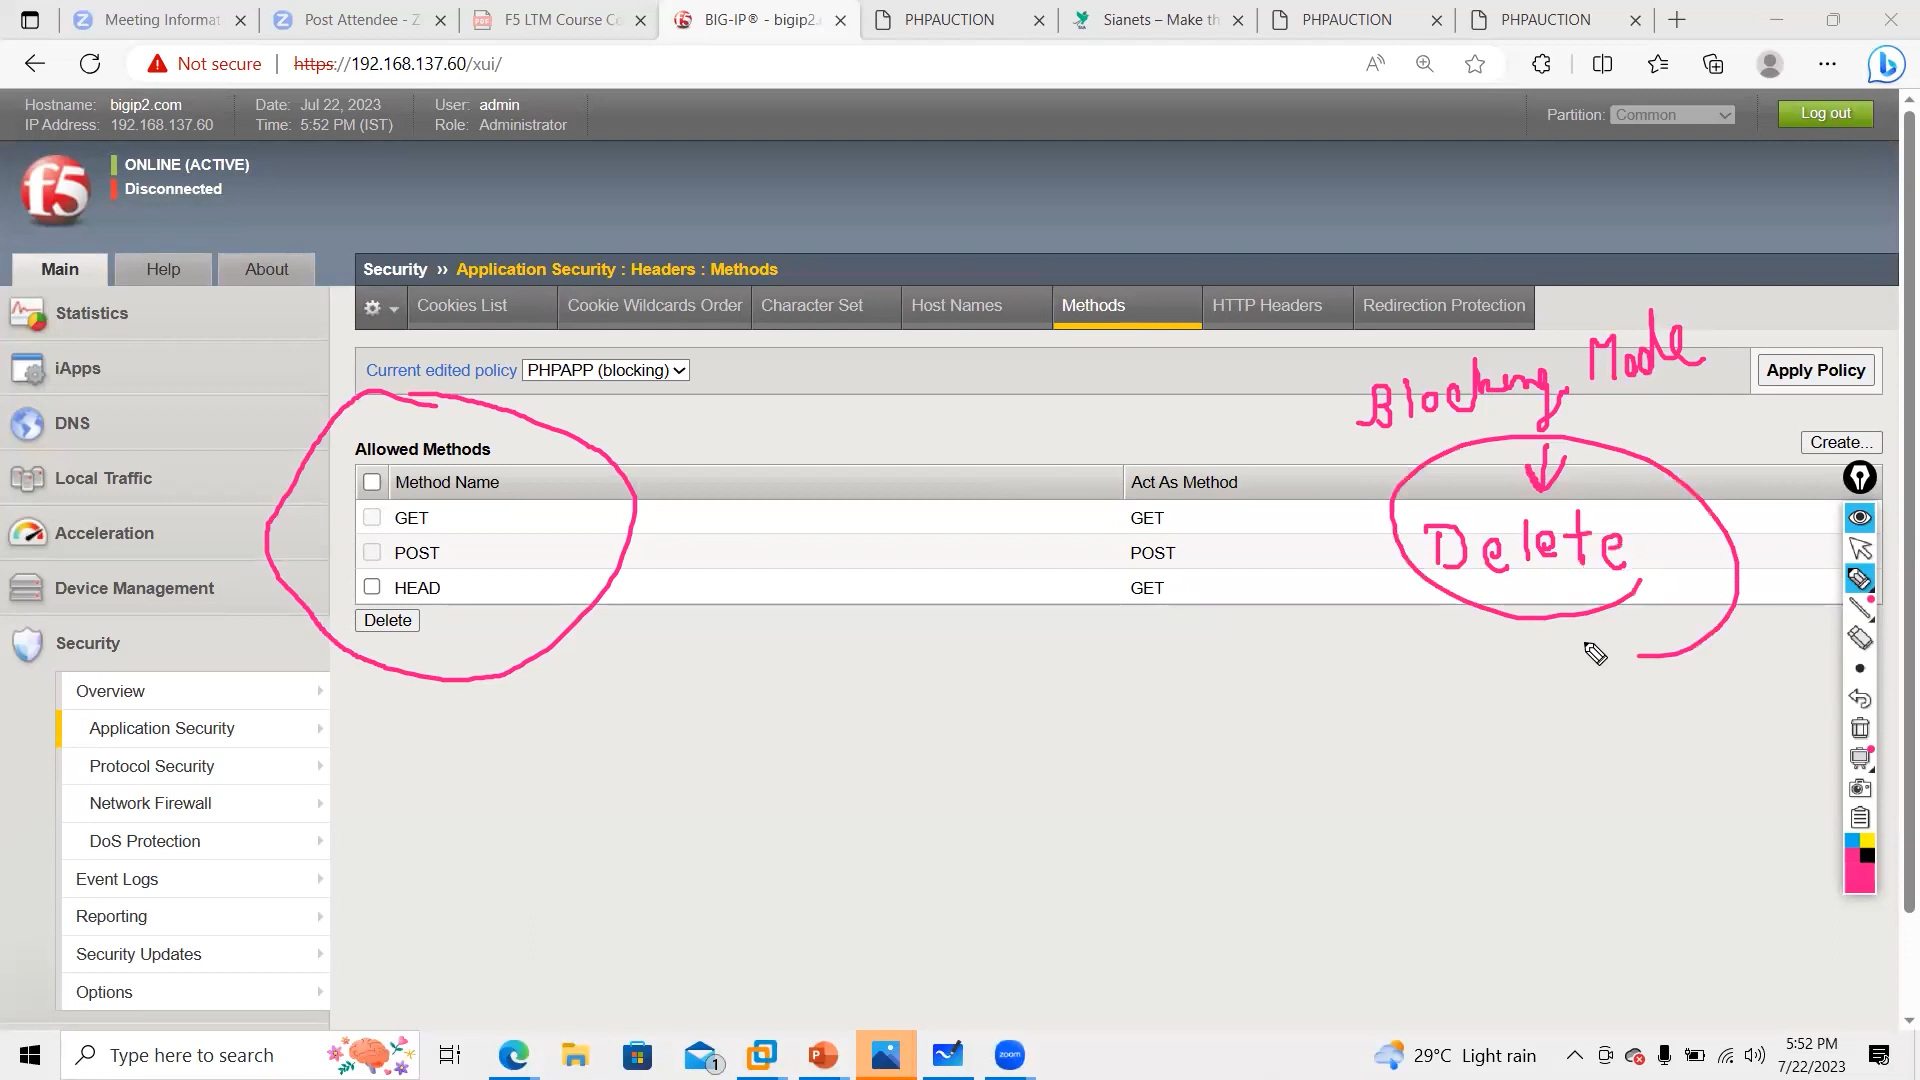 Meeting Informat
Post Attendee - Z
F5 LTM Course Co
BIG-IP® - bigip2.
PHPAUCTION
Sianets – Make th
PHPAUCTION
PHPAUCTION
Not secure
https://192.168.137.60/xui/
Hostname: bigip2.com
Date: Jul 22, 2023
User: admin
IP Address: 192.168.137.60
Time: 5:52 PM (IST)
Role: Administrator
Partition: Common
Log out
f5
ONLINE (ACTIVE)
Disconnected
Main
Help
About
Security ›› Application Security : Headers : Methods
Cookies List
Cookie Wildcards Order
Character Set
Host Names
Methods
HTTP Headers
Redirection Protection
Current edited policy PHPAPP (blocking)
Apply Policy
Blocking Mode
Delete
Allowed Methods
Create...
Method Name
Act As Method
GET
GET
POST
POST
HEAD
GET
Delete
Statistics
iApps
DNS
Local Traffic
Acceleration
Device Management
Security
Overview
Application Security
Protocol Security
Network Firewall
DoS Protection
Event Logs
Reporting
Security Updates
Options
Type here to search
1
zoom
29°C Light rain
5:52 PM
7/22/2023